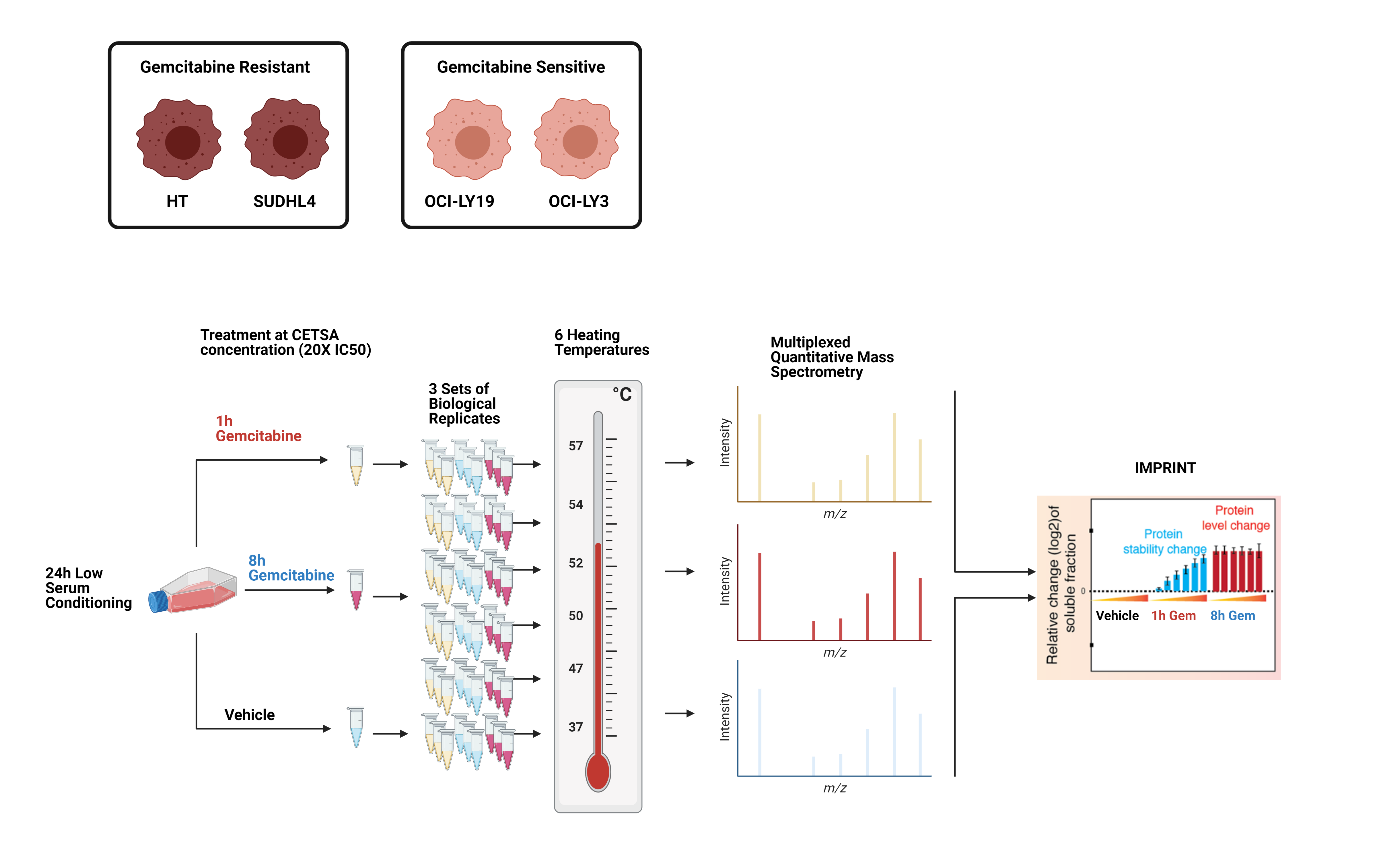 Gemcitabine Resistant
HT
SUDHL4
Gemcitabine Sensitive
OCI-LY19
OCI-LY3
Treatment at CETSA
concentration (20X IC50)
24h Low
Serum
Conditioning
1h
Gemcitabine
8h
Gemcitabine
Vehicle
3 Sets of
Biological
Replicates
6 Heating
Temperatures
°C
57
54
52
50
47
37
Multiplexed
Quantitative Mass
Spectrometry
Intensity
m/z
Intensity
m/z
Intensity
m/z
IMPRINT
Relative change (log2)of
soluble fraction
0
Protein
stability change
Protein
level change
Vehicle
1h Gem
8h Gem